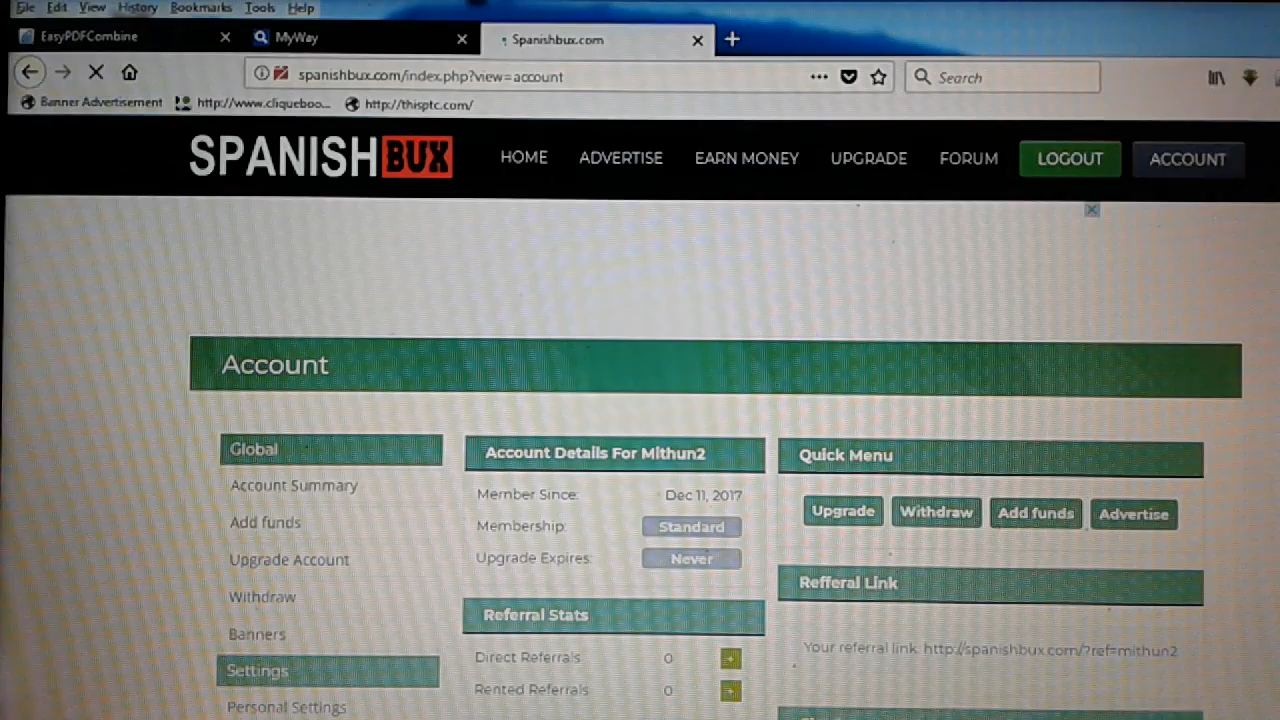 File Edit View History Bookmarks Tools Help
EasyPDFCombine MyWay Spanishbux.com
spanishbux.com/index.php?view=account Search
Banner Advertisement http://www.cliqueboo... http://thisptc.com/
SPANISHBUX HOME ADVERTISE EARN MONEY UPGRADE FORUM LOGOUT ACCOUNT
Account
Global
Account Summary
Add funds
Upgrade Account
Withdraw
Banners
Settings
Personal Settings
Account Details For Mithun2
Member Since: Dec 11, 2017
Membership: Standard
Upgrade Expires: Never
Referral Stats
Direct Referrals 0 +
Rented Referrals 0 +
Quick Menu
Upgrade Withdraw Add funds Advertise
Refferal Link
Your referral link: http://spanishbux.com/?ref=mithun2